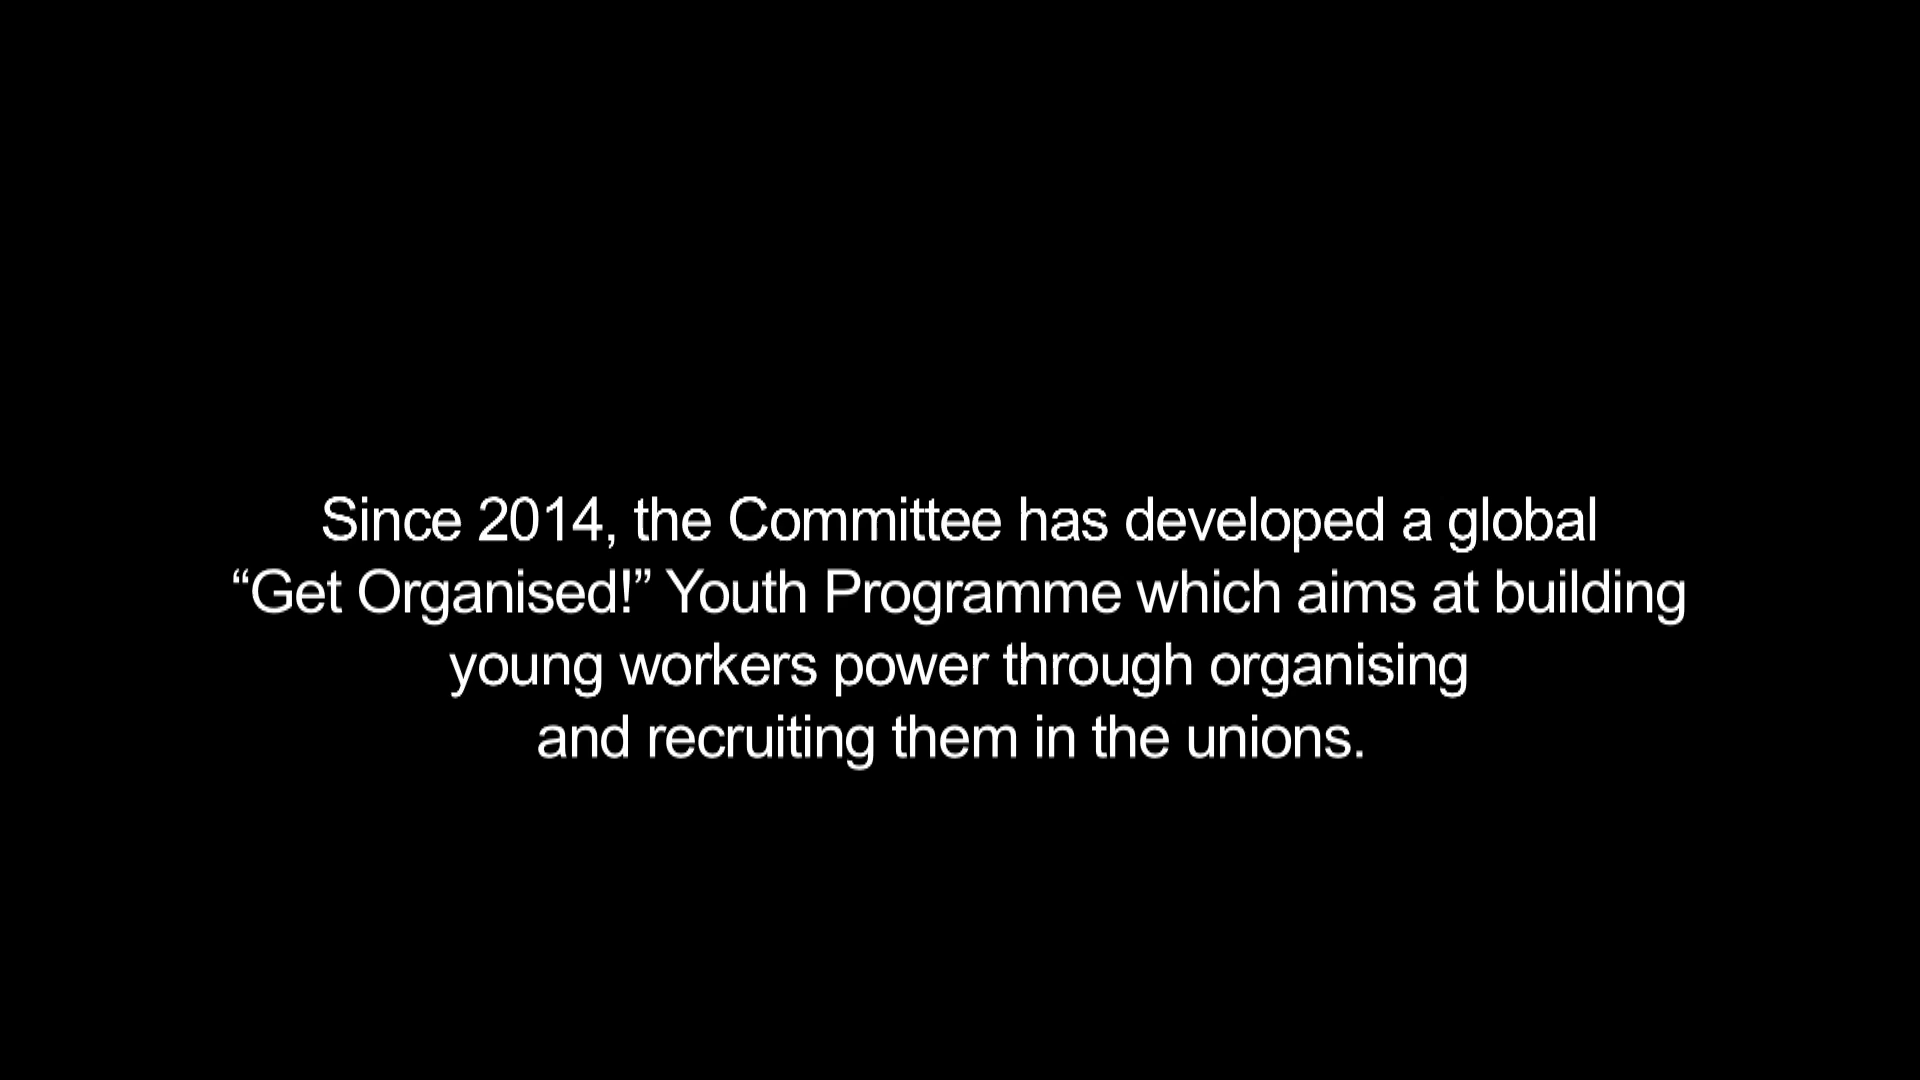 Since 2014, the Committee has developed a global
“Get Organised!” Youth Programme which aims at building
young workers power through organising
and recruiting them in the unions.